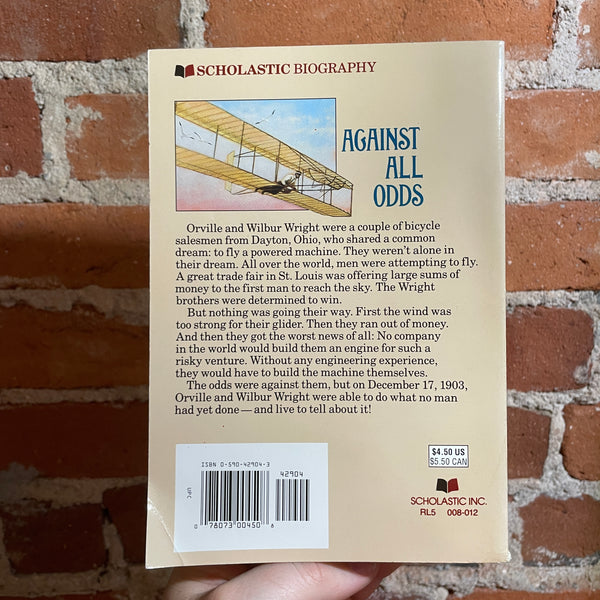 SCHOLASTIC BIOGRAPHY
AGAINST
ALL
ODDS
Orville and Wilbur Wright were a couple of bicycle
salesmen from Dayton, Ohio, who shared a common
dream: to fly a powered machine. They weren't alone in
their dream. All over the world, men were attempting to fly.
A great trade fair in St. Louis was offering large sums of
money to the first man to reach the sky. The Wright
brothers were determined to win.
But nothing was going their way. First the wind was
too strong for their glider. Then they ran out of money.
And then they got the worst news of all: No company
in the world would build them an engine for such a
risky venture. Without any engineering experience,
they would have to build the machine themselves.
The odds were against them, but on December 17, 1903,
Orville and Wilbur Wright were able to do what no man
had yet done — and live to tell about it!
ISBN 0-590-42904-3
42904
UPC
0 78073 00450 8
$4.50 US
$5.50 CAN
SCHOLASTIC INC.
RL5 008-012